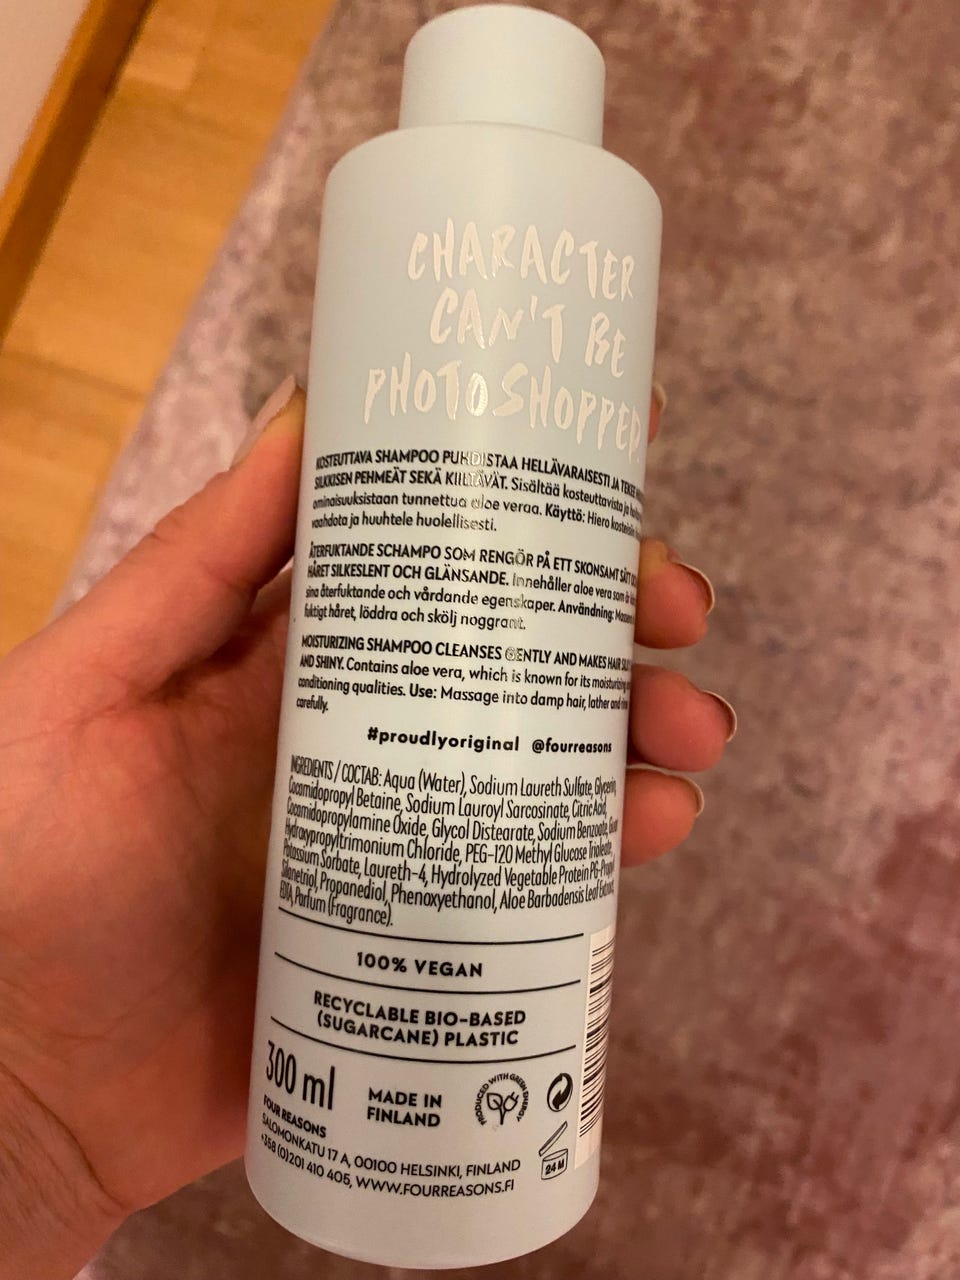 CHARACTER
CAN'T BE
PHOTOSHOPPED.
KOSTEUTTAVA SHAMPOO PUHDISTAA HELLÄVARAISESTI JA TEKEE
SILKKISEN PEHMEÄT SEKÄ KIILTÄVÄT. Sisältää kosteuttavista ja
ominaisuuksistaan tunnettua aloe veraa. Käyttö: Hiero kosteisiin
vaahdota ja huuhtele huolellisesti.
ÅTERFUKTANDE SCHAMPO SOM RENGÖR PÅ ETT SKONSAMT SÄTT
HÅRET SILKESLENT OCH GLÄNSANDE. Innehåller aloe vera som är
sina återfuktande och vårdande egenskaper. Användning:
fuktigt håret, löddra och skölj noggrant.
MOISTURIZING SHAMPOO CLEANSES GENTLY AND MAKES HAIR
AND SHINY. Contains aloe vera, which is known for its moisturizing
conditioning qualities. Use: Massage into damp hair, lather and
carefully.
#proudlyoriginal @fourreasons
INGREDIENTS / COCTAB: Aqua (Water), Sodium Laureth Sulfate, Glycerin,
Cocamidopropyl Betaine, Sodium Lauroyl Sarcosinate, Citric Acid,
Cocamidopropylamine Oxide, Glycol Distearate, Sodium Benzoate, Guar
Hydroxypropyltrimonium Chloride, PEG-120 Methyl Glucose Trioleate,
Potassium Sorbate, Laureth-4, Hydrolyzed Vegetable Protein PG-Propyl
Silanetriol, Propanediol, Phenoxyethanol, Aloe Barbadensis Leaf Extract,
EDTA, Parfum (Fragrance).
100% VEGAN
RECYCLABLE BIO-BASED
(SUGARCANE) PLASTIC
300 ml
MADE IN
FINLAND
PRODUCED WITH GREEN ENERGY
24 M
FOUR REASONS
SALOMONKATU 17 A, 00100 HELSINKI, FINLAND
+358 (0)201 410 405, WWW.FOURREASONS.FI